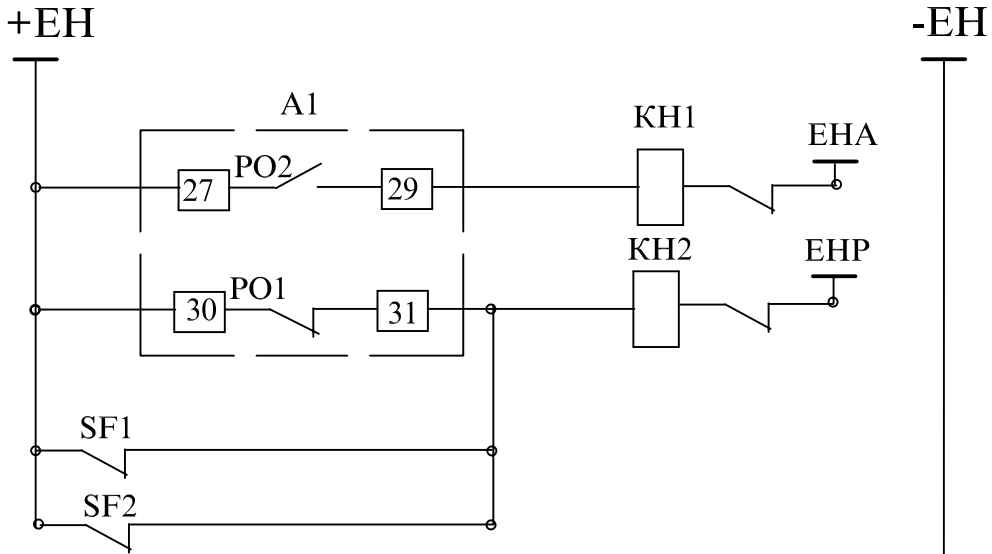 +ЕН
-ЕН
А1
КН1
ЕНА
РО2
27
29
КН2
ЕНР
РО1
30
31
SF1
SF2